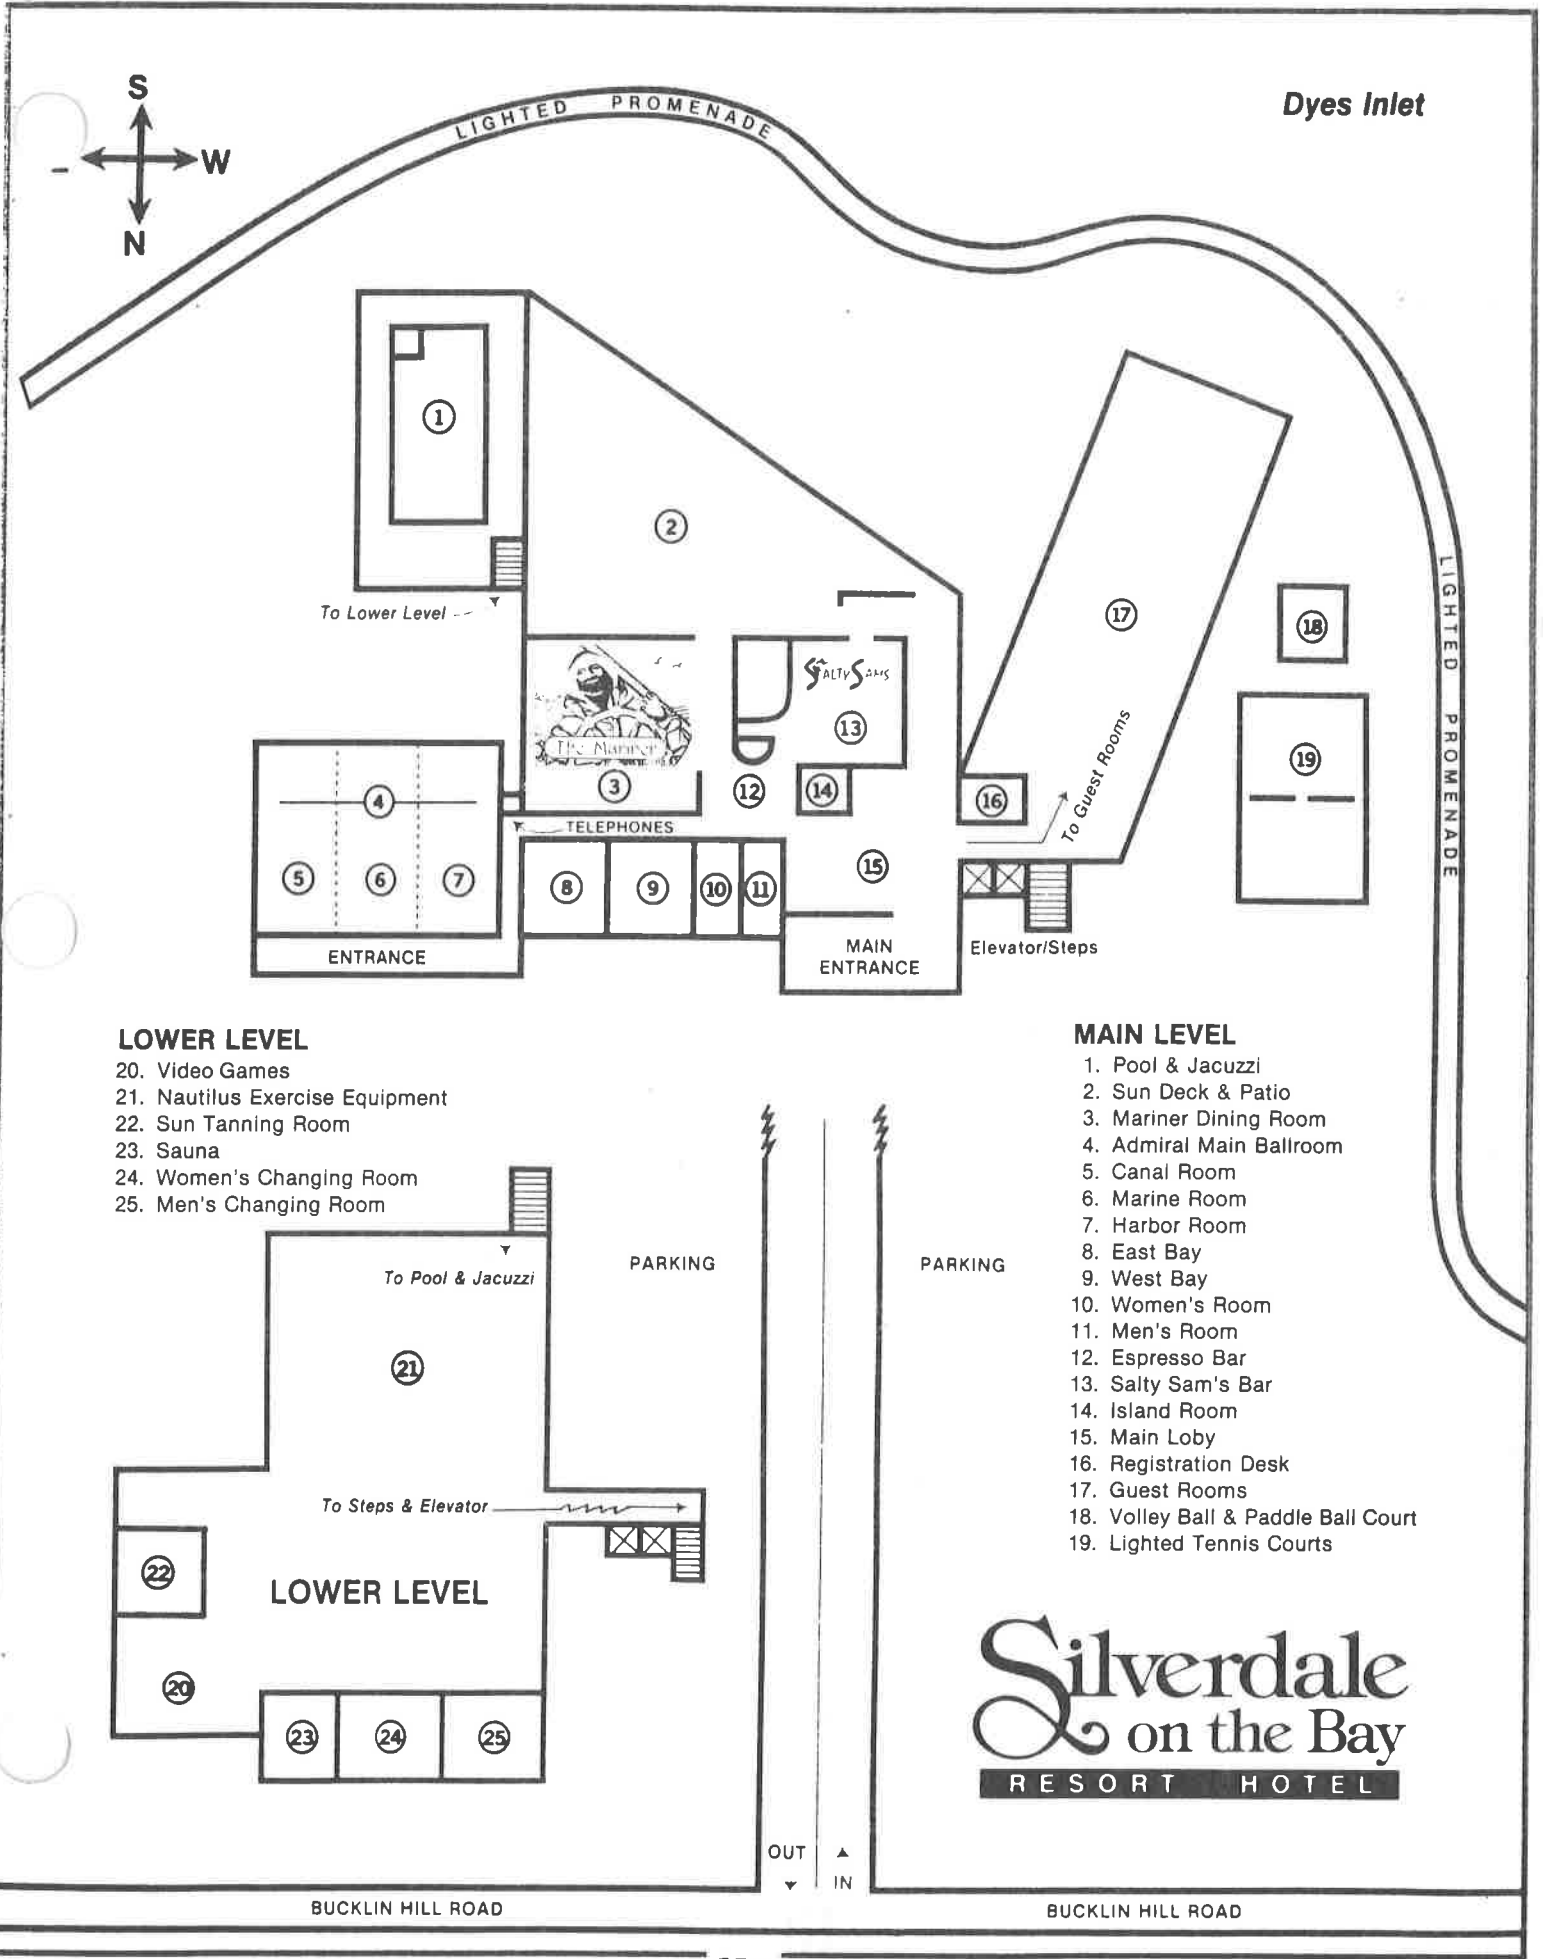 S
Dyes Inlet
LIGHTED PROMENADE
W
N
1
2
To Lower Level
17
18
SALTY SAMS
13
The Mariner
3
12
14
16
To Guest Rooms
19
LIGHTED PROMENADE
4
TELEPHONES
5
6
7
8
9
10
11
15
ENTRANCE
MAIN
ENTRANCE
Elevator/Steps
LOWER LEVEL
20. Video Games
21. Nautilus Exercise Equipment
22. Sun Tanning Room
23. Sauna
24. Women's Changing Room
25. Men's Changing Room
MAIN LEVEL
1. Pool & Jacuzzi
2. Sun Deck & Patio
3. Mariner Dining Room
4. Admiral Main Ballroom
5. Canal Room
6. Marine Room
7. Harbor Room
8. East Bay
9. West Bay
10. Women's Room
11. Men's Room
12. Espresso Bar
13. Salty Sam's Bar
14. Island Room
15. Main Loby
16. Registration Desk
17. Guest Rooms
18. Volley Ball & Paddle Ball Court
19. Lighted Tennis Courts
PARKING
PARKING
To Pool & Jacuzzi
21
To Steps & Elevator
22
LOWER LEVEL
20
23
24
25
Silverdale
on the Bay
RESORT HOTEL
OUT
IN
BUCKLIN HILL ROAD
BUCKLIN HILL ROAD